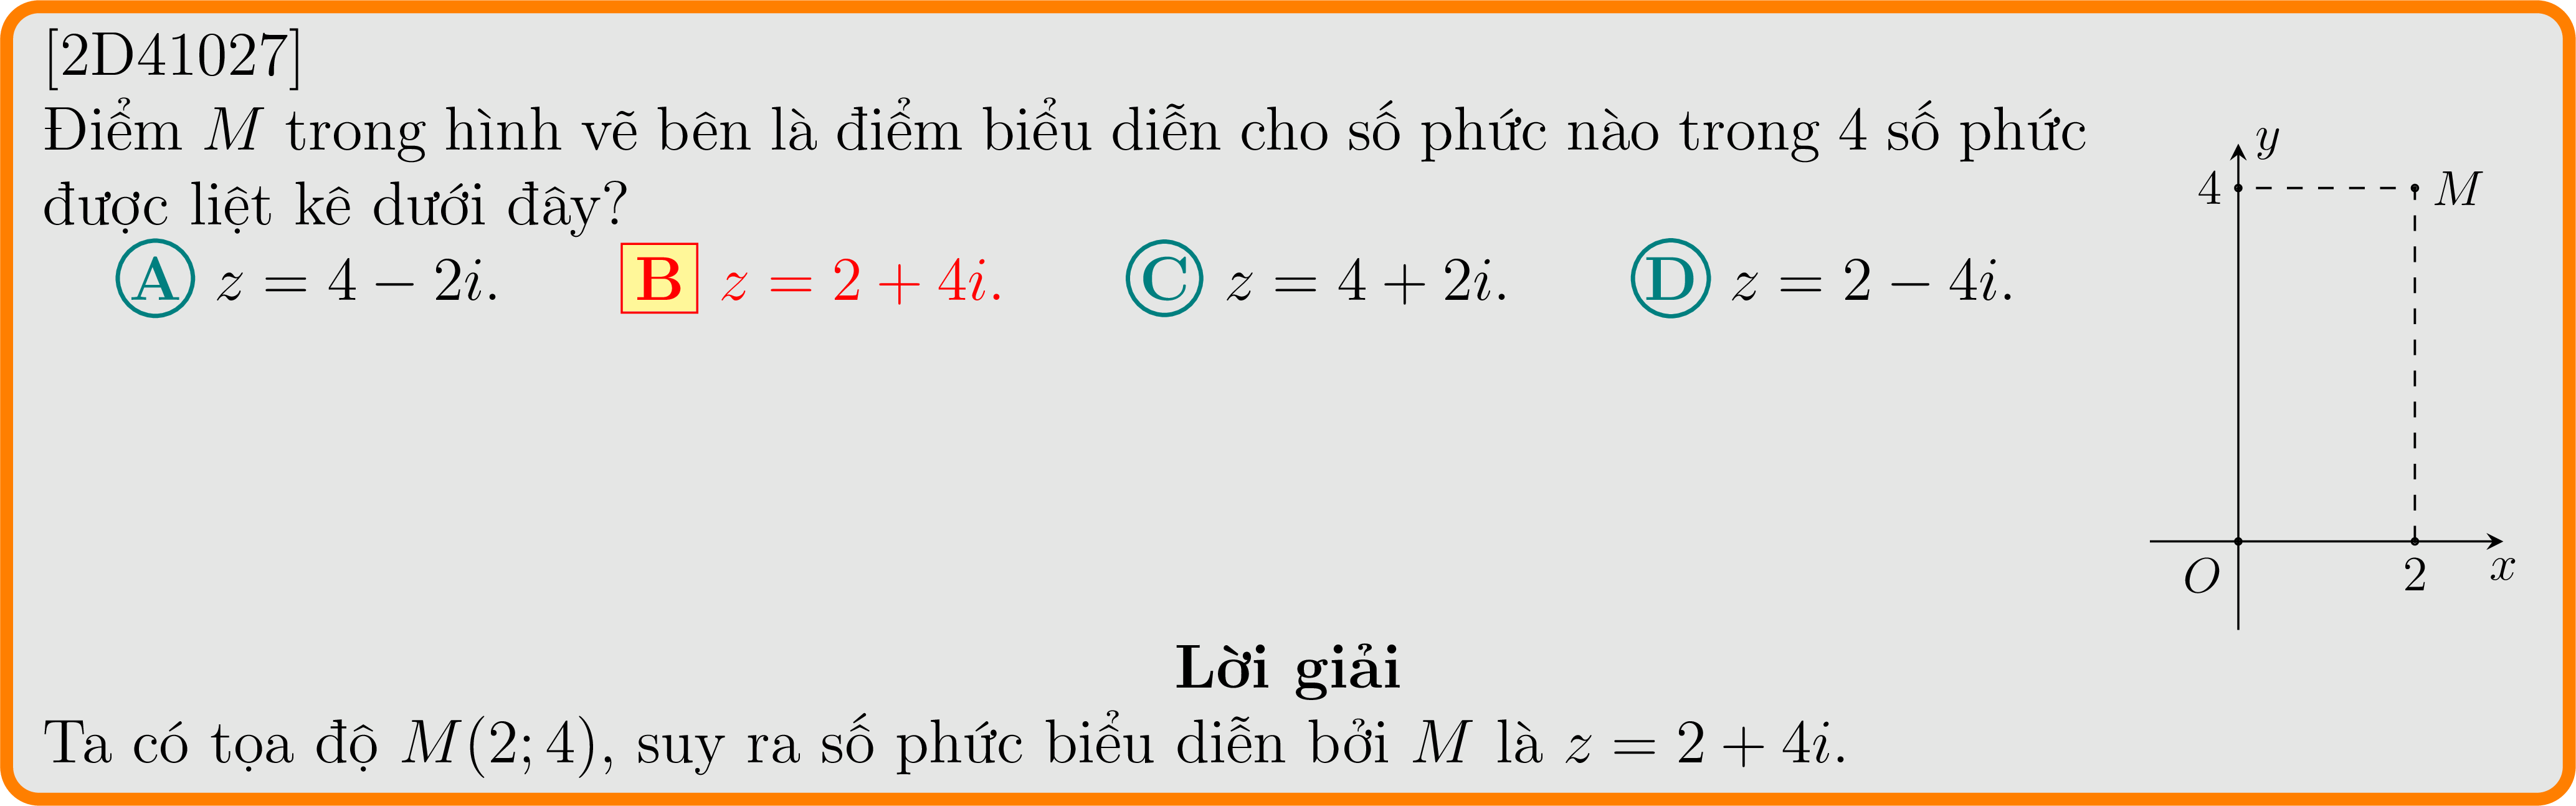 [2D41027]
Điểm M trong hình vẽ bên là điểm biểu diễn cho số phức nào trong 4 số phức
được liệt kê dưới đây?
A z = 4 − 2i. B z = 2 + 4i. C z = 4 + 2i. D z = 2 − 4i.
y
4 M
O 2 x
Lời giải
Ta có tọa độ M(2; 4), suy ra số phức biểu diễn bởi M là z = 2 + 4i.